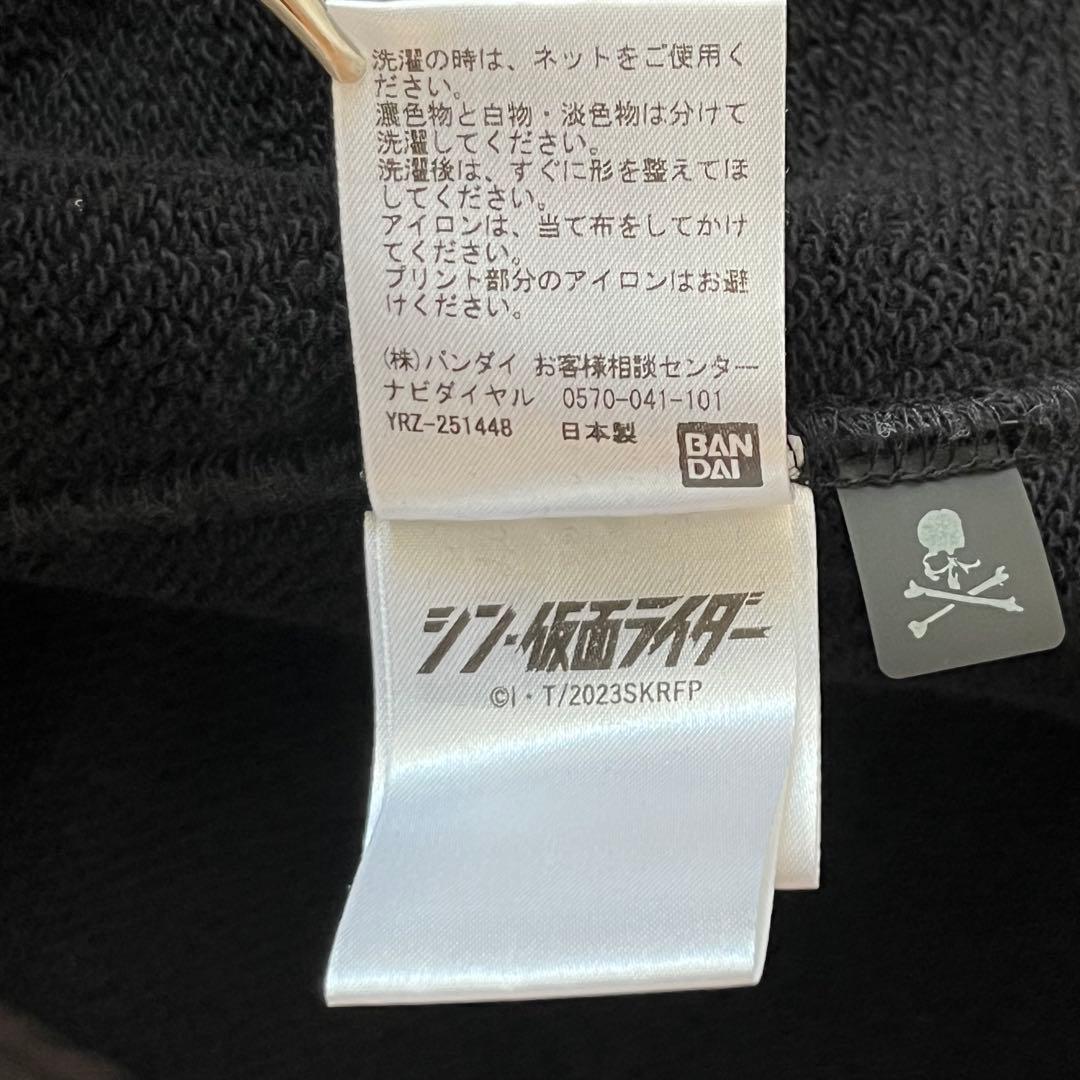 洗濯の時は、ネットをご使用く
ださい。
濃色物と白物・淡色物は分けて
洗濯してください。
洗濯後は、すぐに形を整えてほ
してください。
アイロンは、当て布をしてかけ
てください。
プリント部分のアイロンはお避
けください。
(株)バンダイ お客様相談センター
ナビダイヤル 0570-041-101
YRZ-251448 日本製
BAN
DAI
シン・仮面ライダー
©I・T/2023SKRFP